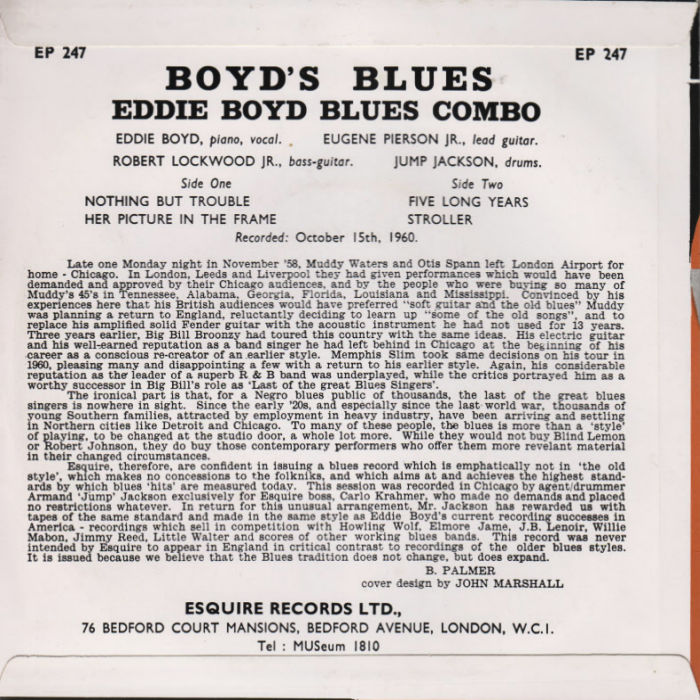 EP 247 EP 247
BOYD'S BLUES
EDDIE BOYD BLUES COMBO
EDDIE BOYD, piano, vocal. EUGENE PIERSON JR., lead guitar.
ROBERT LOCKWOOD JR., bass-guitar. JUMP JACKSON, drums.
Side One Side Two
NOTHING BUT TROUBLE FIVE LONG YEARS
HER PICTURE IN THE FRAME STROLLER
Recorded: October 15th, 1960.
Late one Monday night in November '58, Muddy Waters and Otis Spann left London Airport for
home - Chicago. In London, Leeds and Liverpool they had given performances which would have been
demanded and approved by their Chicago audiences, and by the people who were buying so many of
Muddy's 45's in Tennessee, Alabama, Georgia, Florida, Louisiana and Mississippi. Convinced by his
experiences here that his British audiences would have preferred "soft guitar and the old blues" Muddy
was planning a return to England, reluctantly deciding to learn up "some of the old songs", and to
replace his amplified solid Fender guitar with the acoustic instrument he had not used for 13 years.
Three years earlier, Big Bill Broonzy had toured this country with the same ideas. His electric guitar
and his well-earned reputation as a band singer he had left behind in Chicago at the beginning of his
career as a conscious re-creator of an earlier style. Memphis Slim took same decisions on his tour in
1960, pleasing many and disappointing a few with a return to his earlier style. Again, his considerable
reputation as the leader of a superb R & B band was underplayed, while the critics portrayed him as a
worthy successor in Big Bill's role as 'Last of the great Blues Singers'.
The ironical part is that, for a Negro blues public of thousands, the last of the great blues
singers is nowhere in sight. Since the early '20s, and especially since the last world war, thousands of
young Southern families, attracted by employment in heavy industry, have been arriving and settling
in Northern cities like Detroit and Chicago. To many of these people, the blues is more than a 'style'
of playing, to be changed at the studio door, a whole lot more. While they would not buy Blind Lemon
or Robert Johnson, they do buy those contemporary performers who offer them more revelant material
in their changed circumstances.
Esquire, therefore, are confident in issuing a blues record which is emphatically not in 'the old
style', which makes no concessions to the folkniks, and which aims at and achieves the highest stand-
ards by which blues 'hits' are measured today. This session was recorded in Chicago by agent/drummer
Armand 'Jump' Jackson exclusively for Esquire boss, Carlo Krahmer, who made no demands and placed
no restrictions whatever. In return for this unusual arrangement, Mr. Jackson has rewarded us with
tapes of the same standard and made in the same style as Eddie Boyd's current recording successes in
America - recordings which sell in competition with Howling Wolf, Elmore Jame, J.B. Lenoir, Willie
Mabon, Jimmy Reed, Little Walter and scores of other working blues bands. This record was never
intended by Esquire to appear in England in critical contrast to recordings of the older blues styles.
It is issued because we believe that the Blues tradition does not change, but does expand.
B. PALMER
cover design by JOHN MARSHALL
ESQUIRE RECORDS LTD.,
76 BEDFORD COURT MANSIONS, BEDFORD AVENUE, LONDON, W.C.1.
Tel : MUSeum 1810